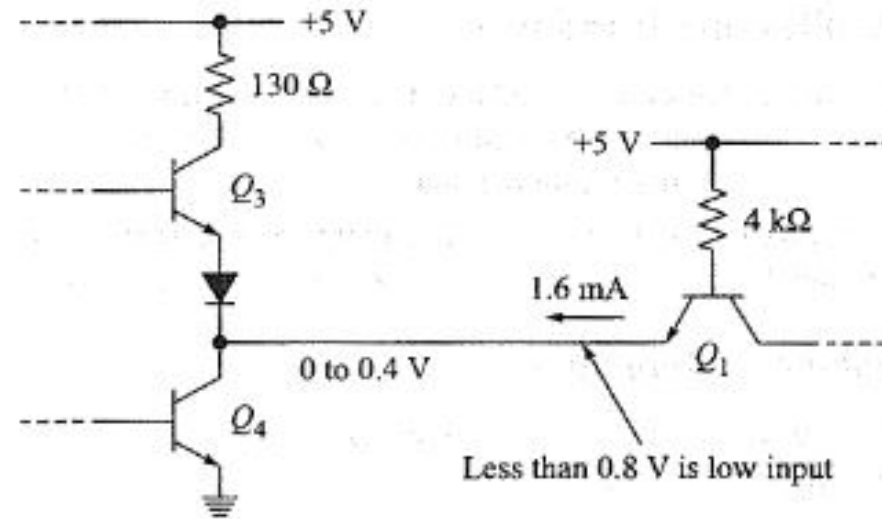 +5 V
130 Ω
Q3
+5 V
4 kΩ
1.6 mA
Q1
0 to 0.4 V
Q4
Less than 0.8 V is low input